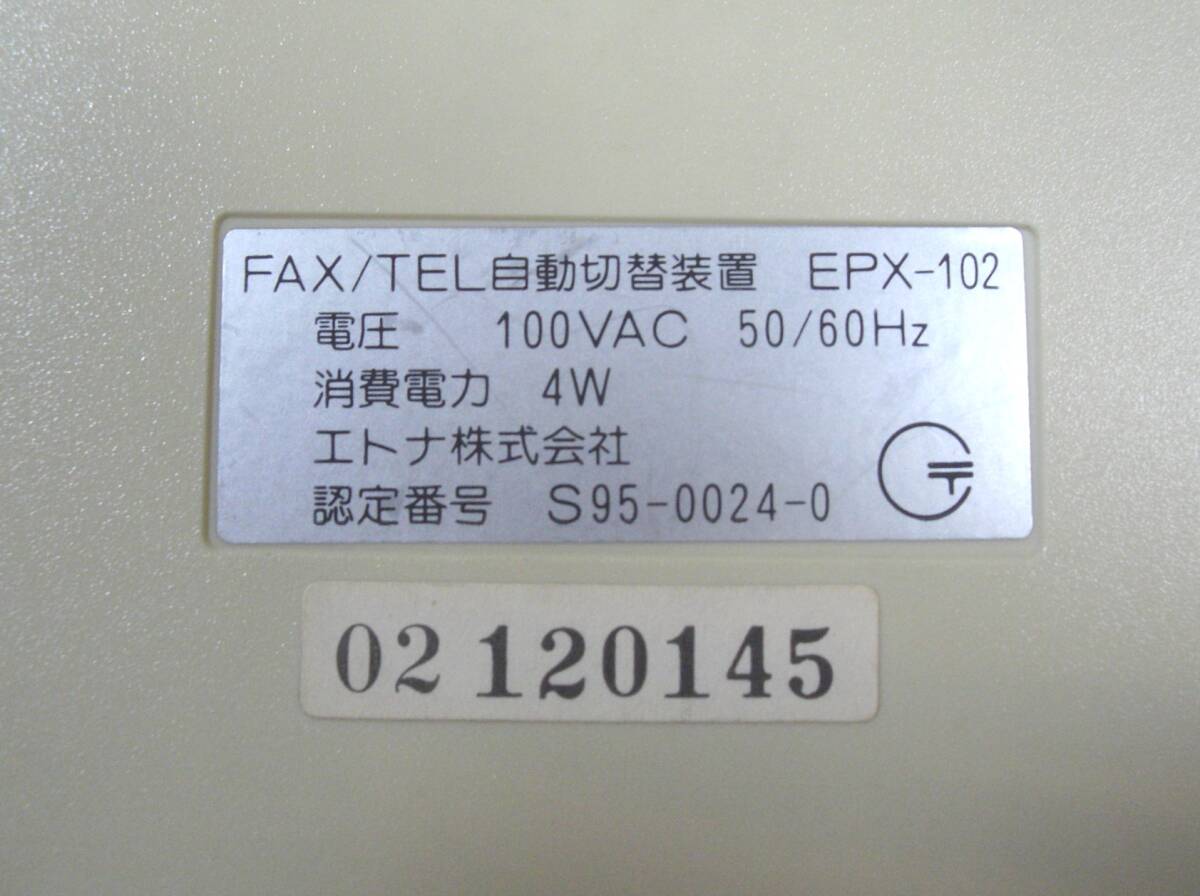 FAX/TEL自動切替装置 EPX-102
電圧 100VAC 50/60Hz
消費電力 4W
エトナ株式会社
認定番号 S95-0024-0
02 120145